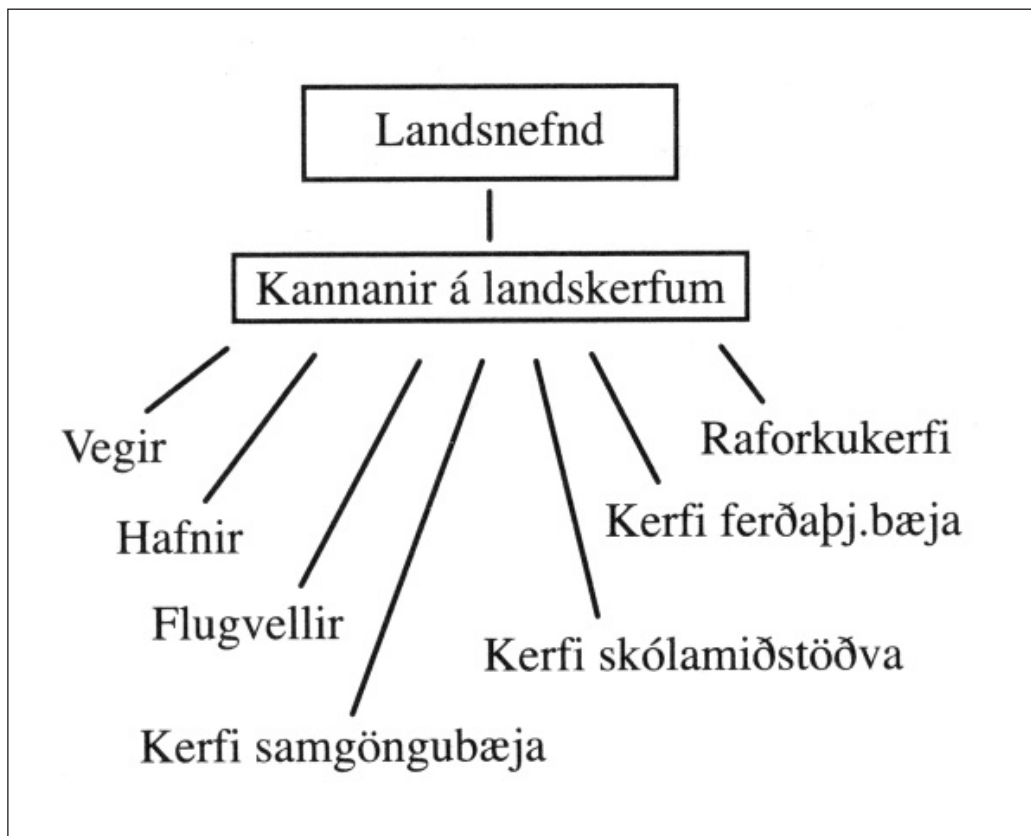 Landsnefnd
Kannanir á landskerfum
Vegir
Hafnir
Flugvellir
Kerfi samgöngubæja
Kerfi skólamiðstöðva
Kerfi ferðaþj.bæja
Raforkukerfi